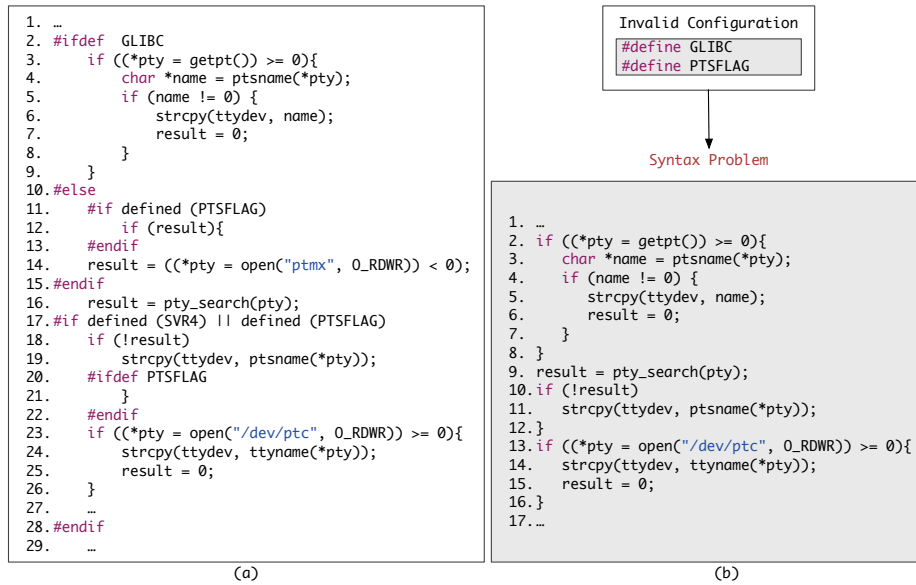 1. …
2. #ifdef GLIBC
3. if ((*pty = getpt()) >= 0){
4. char *name = ptsname(*pty);
5. if (name != 0) {
6. strcpy(ttydev, name);
7. result = 0;
8. }
9. }
10. #else
11. #if defined (PTSFLAG)
12. if (result){
13. #endif
14. result = ((*pty = open("ptmx", O_RDWR)) < 0);
15. #endif
16. result = pty_search(pty);
17. #if defined (SVR4) || defined (PTSFLAG)
18. if (!result)
19. strcpy(ttydev, ptsname(*pty));
20. #ifdef PTSFLAG
21. }
22. #endif
23. if ((*pty = open("/dev/ptc", O_RDWR)) >= 0){
24. strcpy(ttydev, ttyname(*pty));
25. result = 0;
26. }
27. …
28. #endif
29. …
(a)
Invalid Configuration
#define GLIBC
#define PTSFLAG
Syntax Problem
1. …
2. if ((*pty = getpt()) >= 0){
3. char *name = ptsname(*pty);
4. if (name != 0) {
5. strcpy(ttydev, name);
6. result = 0;
7. }
8. }
9. result = pty_search(pty);
10. if (!result)
11. strcpy(ttydev, ptsname(*pty));
12. }
13. if ((*pty = open("/dev/ptc", O_RDWR)) >= 0){
14. strcpy(ttydev, ttyname(*pty));
15. result = 0;
16. }
17. …
(b)